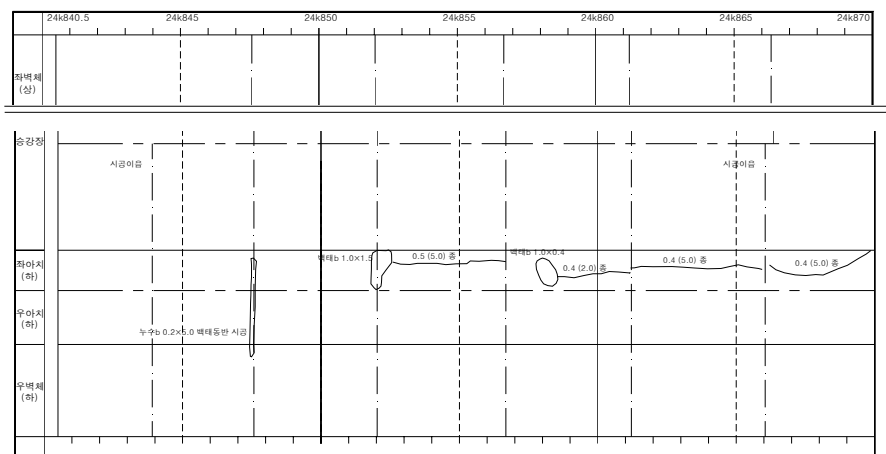 24k840.5 24k845 24k850 24k855 24k860 24k865 24k870
좌벽체
(상)
승강장
시공이음 시공이음
좌아치
(하)
백태b 1.0×1.5 0.5 (5.0) 종 백태b 1.0×0.4 0.4 (2.0) 종 0.4 (5.0) 종 0.4 (5.0) 종
우아치
(하)
누수b 0.2×5.0 백태동반 시공
우벽체
(하)